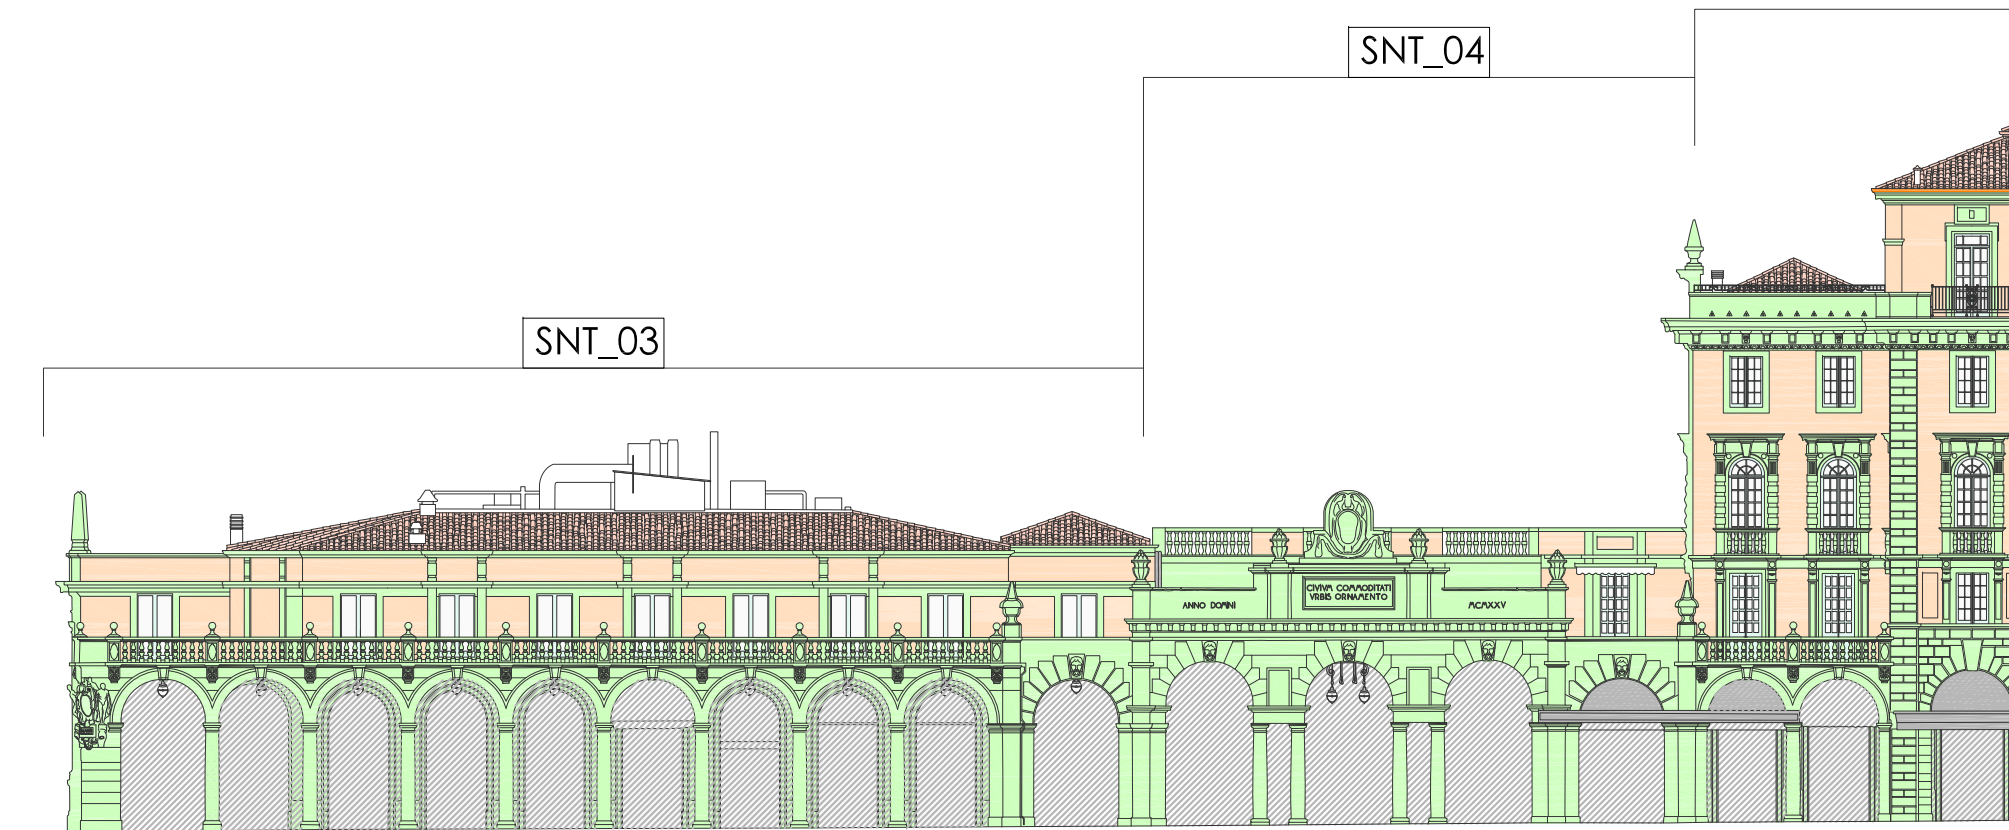 SNT_04
SNT_03
CIVIVM COMMODITATI
VRBIS ORNAMENTO
ANNO DOMINI
MCMXXV